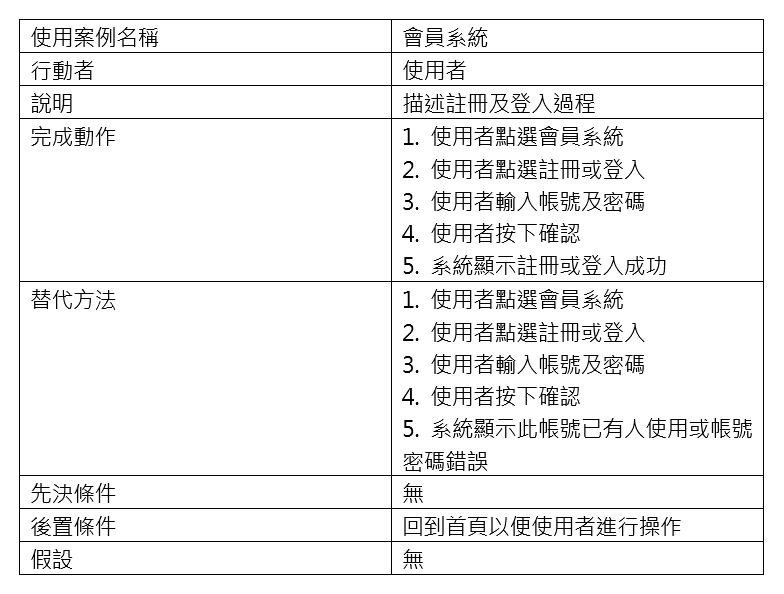 使用案例名稱 會員系統
行動者 使用者
說明 描述註冊及登入過程
完成動作 1. 使用者點選會員系統
2. 使用者點選註冊或登入
3. 使用者輸入帳號及密碼
4. 使用者按下確認
5. 系統顯示註冊或登入成功
替代方法 1. 使用者點選會員系統
2. 使用者點選註冊或登入
3. 使用者輸入帳號及密碼
4. 使用者按下確認
5. 系統顯示此帳號已有人使用或帳號
密碼錯誤
先決條件 無
後置條件 回到首頁以便使用者進行操作
假設 無